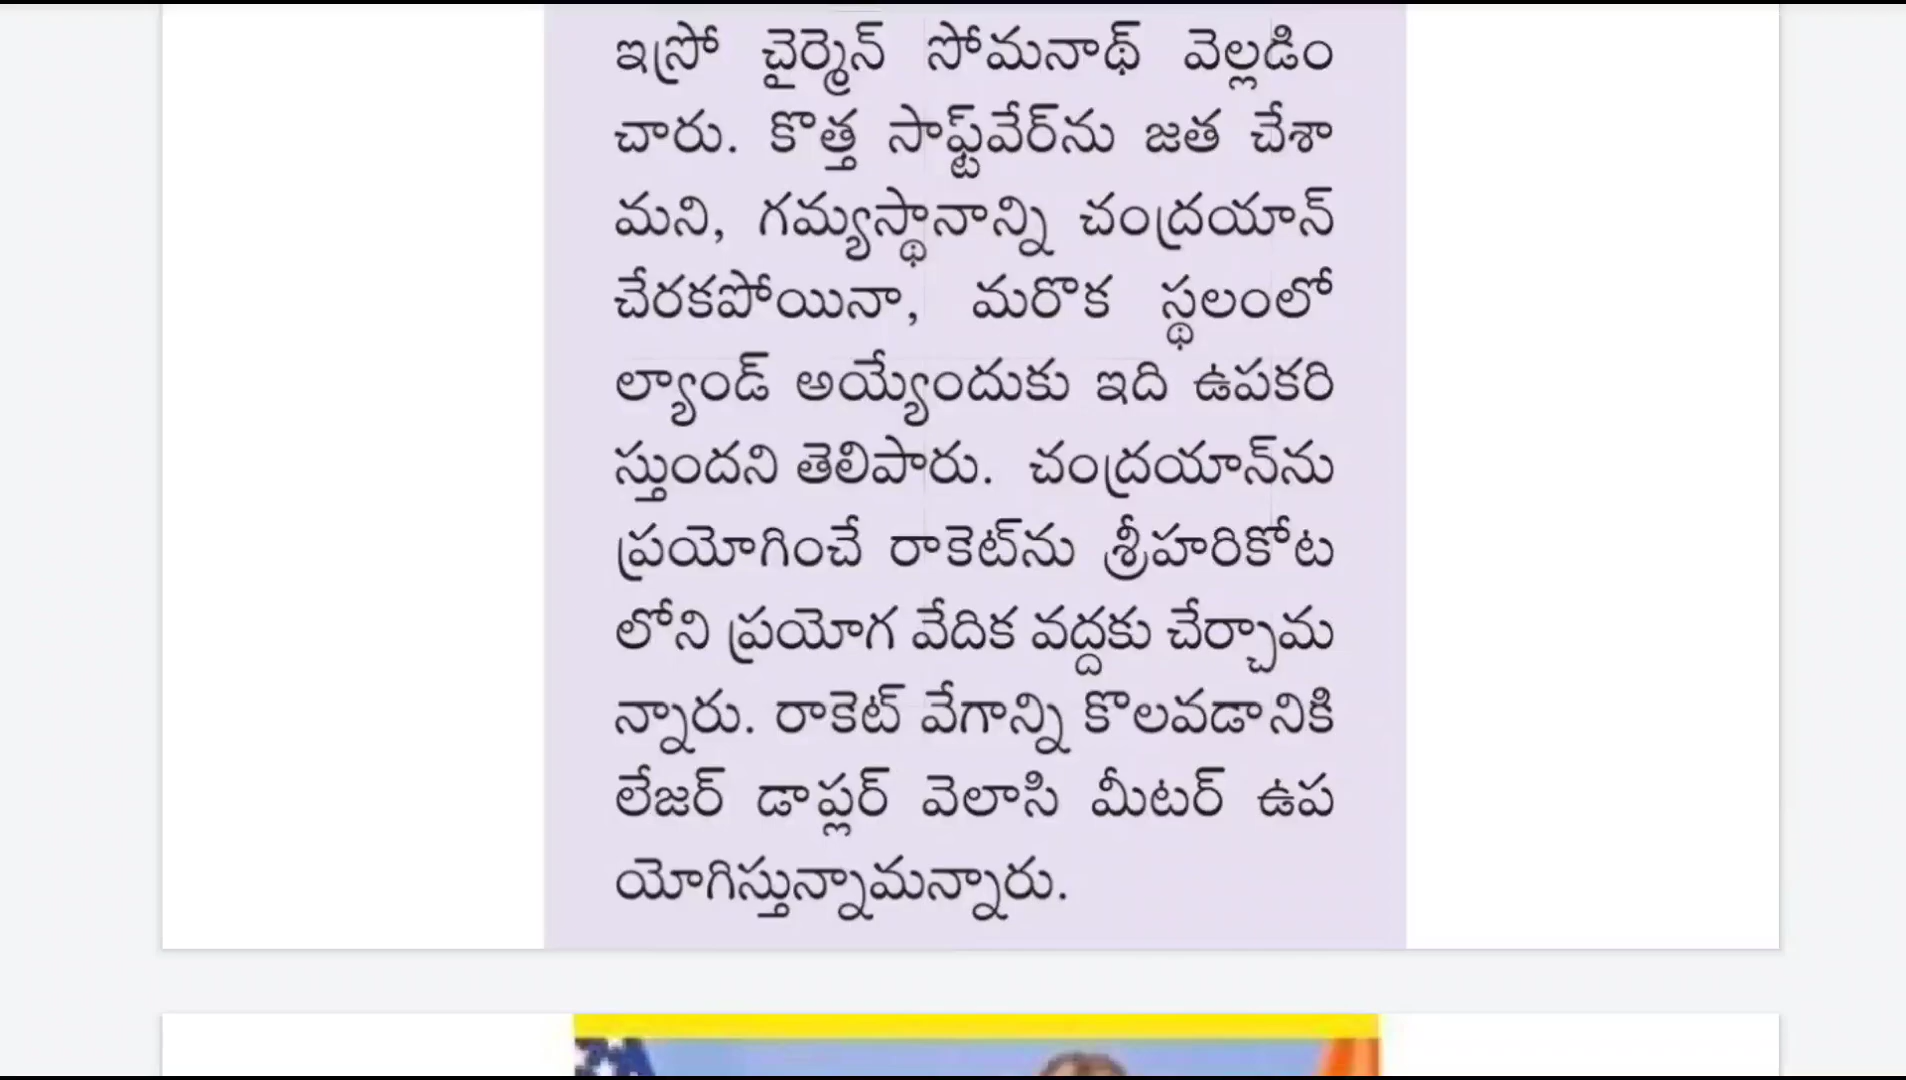 ఇస్రో చైర్మెన్ సోమనాథ్ వెల్లడిం
చారు. కొత్త సాఫ్ట్‌వేర్‌ను జత చేశా
మని, గమ్యస్థానాన్ని చంద్రయాన్
చేరకపోయినా, మరొక స్థలంలో
ల్యాండ్ అయ్యేందుకు ఇది ఉపకరి
స్తుందని తెలిపారు. చంద్రయాన్‌ను
ప్రయోగించే రాకెట్‌ను శ్రీహరికోట
లోని ప్రయోగ వేదిక వద్దకు చేర్చామ
న్నారు. రాకెట్ వేగాన్ని కొలవడానికి
లేజర్ డాప్లర్ వెలాసి మీటర్ ఉప
యోగిస్తున్నామన్నారు.